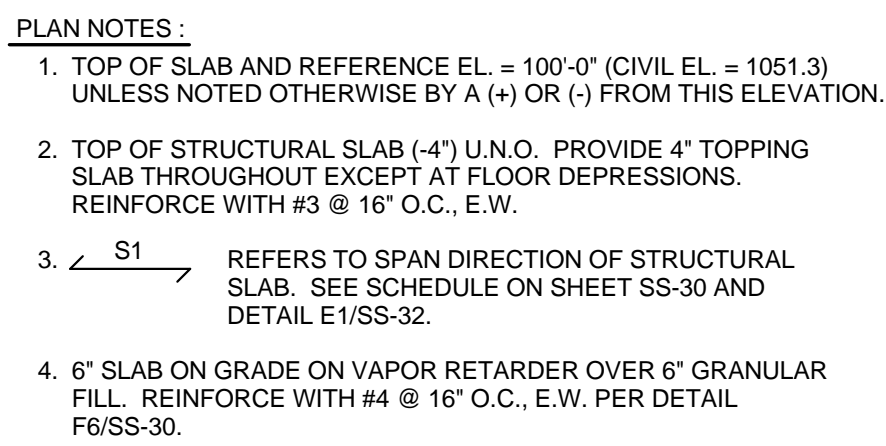 PLAN NOTES :
1. TOP OF SLAB AND REFERENCE EL. = 100'-0" (CIVIL EL. = 1051.3)
UNLESS NOTED OTHERWISE BY A (+) OR (-) FROM THIS ELEVATION.
2. TOP OF STRUCTURAL SLAB (-4") U.N.O. PROVIDE 4" TOPPING
SLAB THROUGHOUT EXCEPT AT FLOOR DEPRESSIONS.
REINFORCE WITH #3 @ 16" O.C., E.W.
3. S1 REFERS TO SPAN DIRECTION OF STRUCTURAL
SLAB. SEE SCHEDULE ON SHEET SS-30 AND
DETAIL E1/SS-32.
4. 6" SLAB ON GRADE ON VAPOR RETARDER OVER 6" GRANULAR
FILL. REINFORCE WITH #4 @ 16" O.C., E.W. PER DETAIL
F6/SS-30.